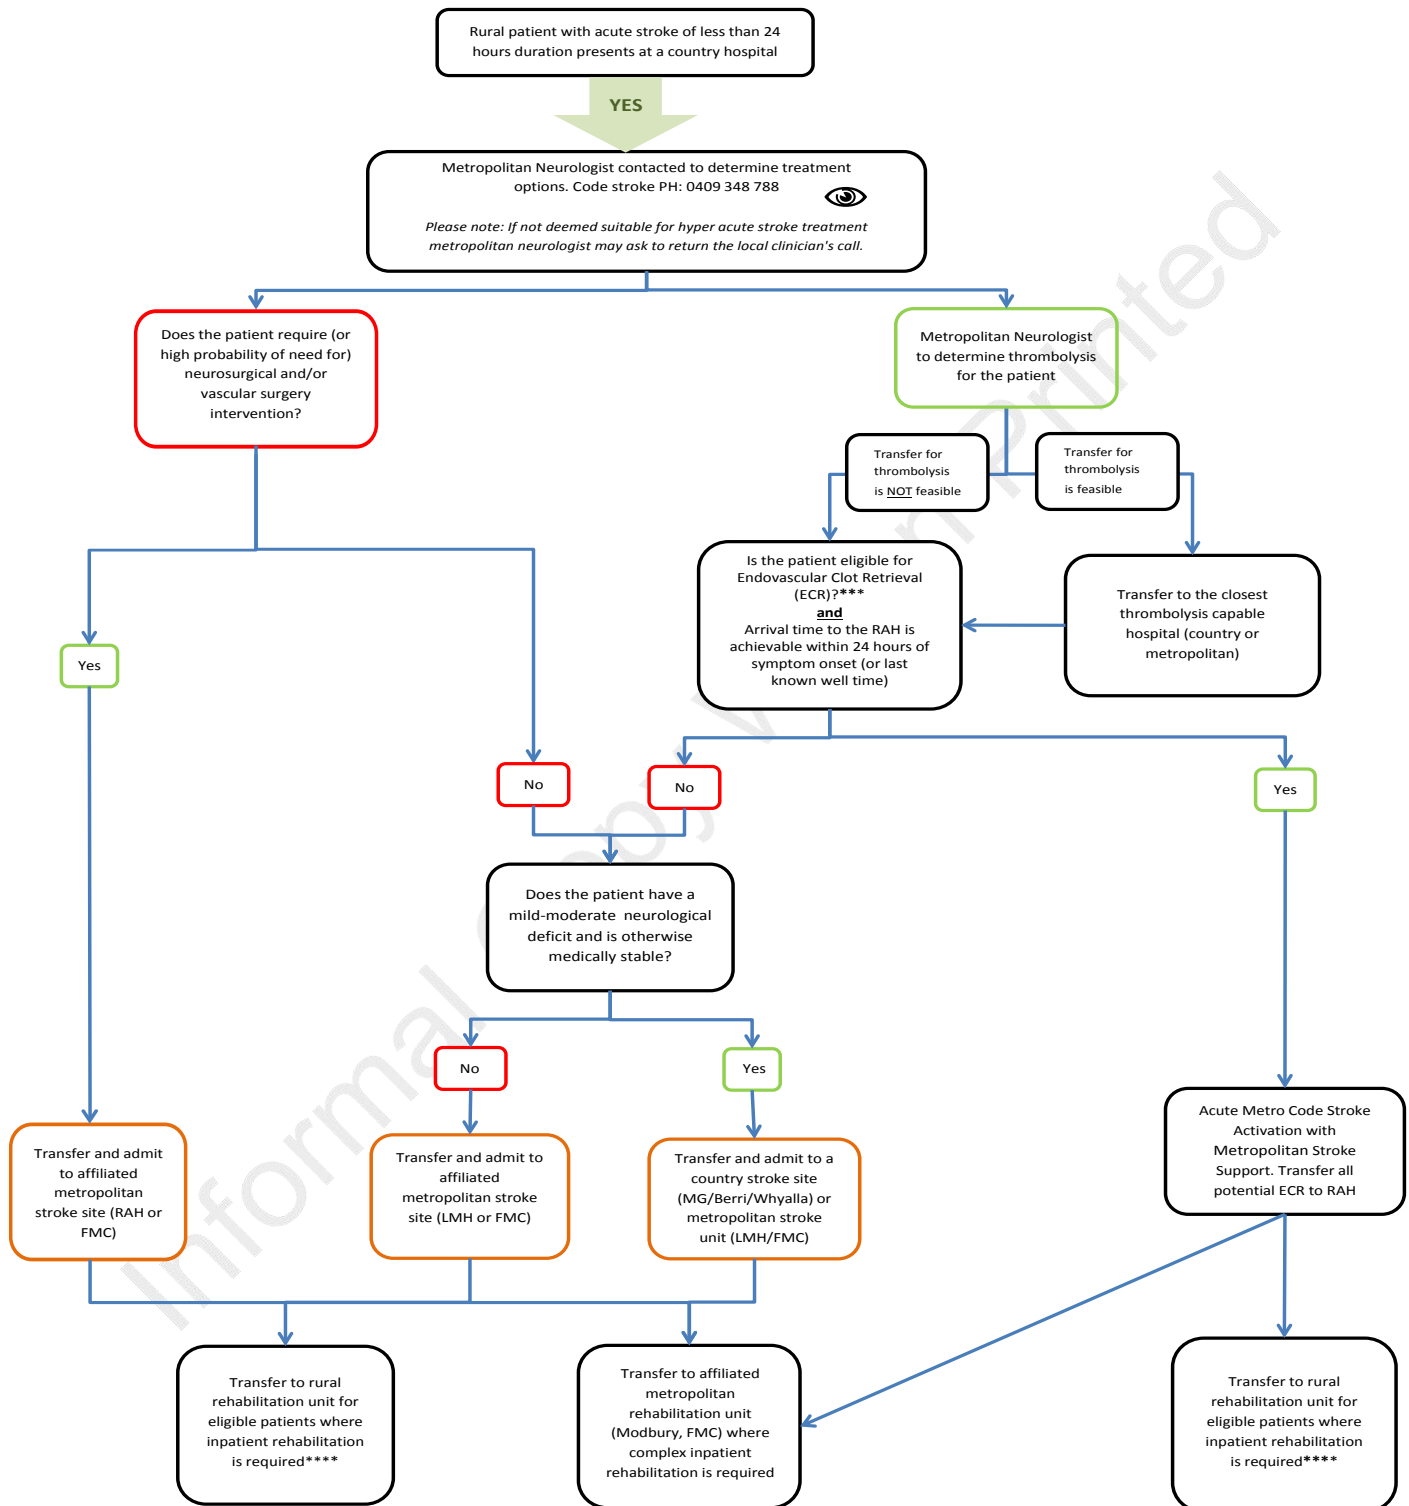 Rural patient with acute stroke of less than 24
hours duration presents at a country hospital
YES
Metropolitan Neurologist contacted to determine treatment
options. Code stroke PH: 0409 348 788
Please note: If not deemed suitable for hyper acute stroke treatment
metropolitan neurologist may ask to return the local clinician's call.
Does the patient require (or
high probability of need for)
neurosurgical and/or
vascular surgery
intervention?
Metropolitan Neurologist
to determine thrombolysis
for the patient
Transfer for
thrombolysis
is NOT feasible
Transfer for
thrombolysis
is feasible
Is the patient eligible for
Endovascular Clot Retrieval
(ECR)?***
and
Arrival time to the RAH is
achievable within 24 hours of
symptom onset (or last
known well time)
Transfer to the closest
thrombolysis capable
hospital (country or
metropolitan)
Yes
No
No
Yes
Does the patient have a
mild-moderate neurological
deficit and is otherwise
medically stable?
No
Yes
Transfer and admit
to affiliated
metropolitan
stroke site (RAH or
FMC)
Transfer and admit to
affiliated
metropolitan stroke
site (LMH or FMC)
Transfer and admit to a
country stroke site
(MG/Berri/Whyalla) or
metropolitan stroke
unit (LMH/FMC)
Acute Metro Code Stroke
Activation with
Metropolitan Stroke
Support. Transfer all
potential ECR to RAH
Transfer to rural
rehabilitation unit for
eligible patients where
inpatient rehabilitation
is required****
Transfer to affiliated
metropolitan
rehabilitation unit
(Modbury, FMC) where
complex inpatient
rehabilitation is required
Transfer to rural
rehabilitation unit for
eligible patients where
inpatient rehabilitation
is required****